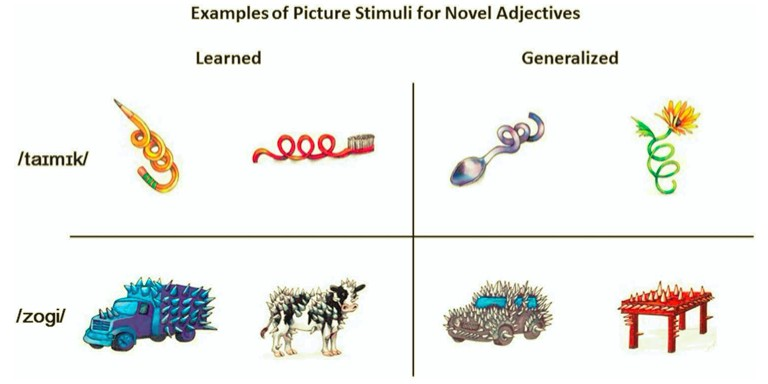 Examples of Picture Stimuli for Novel Adjectives
Learned
Generalized
/taɪmɪk/
/zogi/